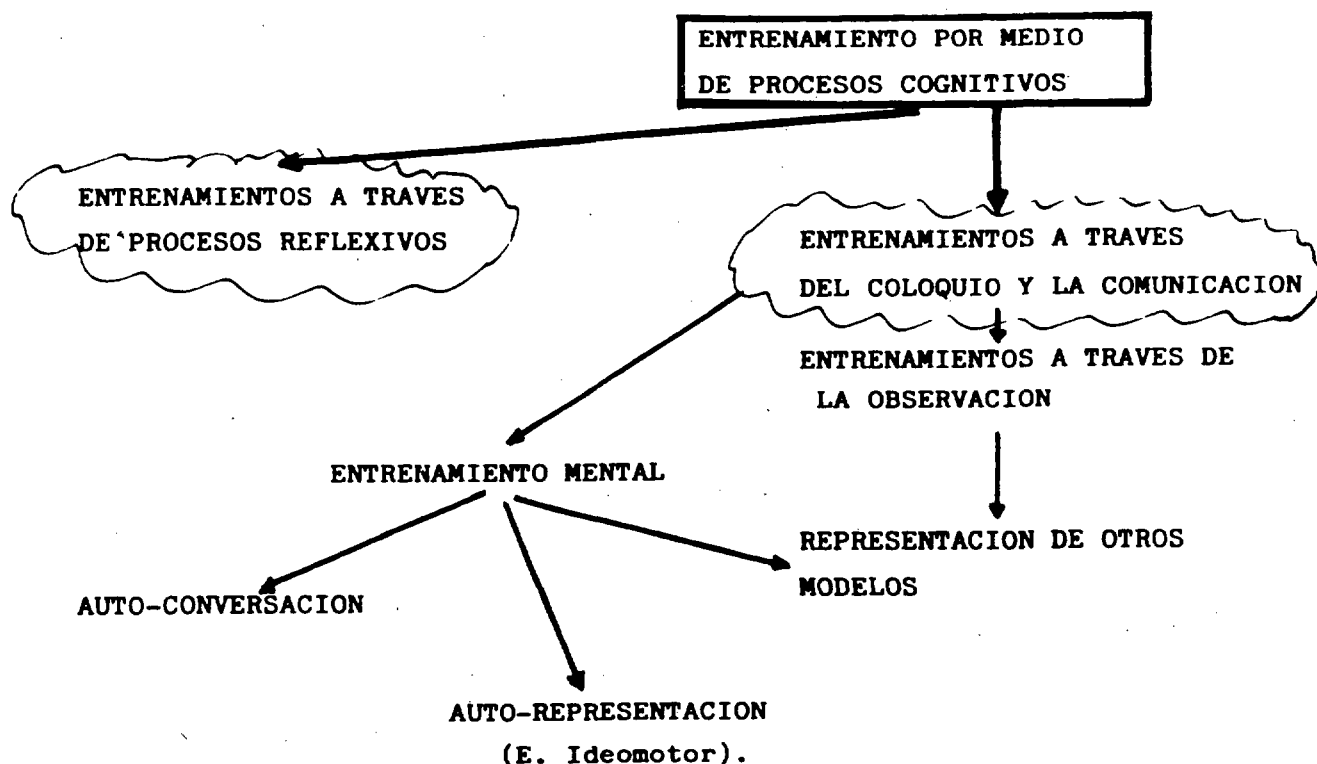 ENTRENAMIENTO POR MEDIO
DE PROCESOS COGNITIVOS
ENTRENAMIENTOS A TRAVES
DE PROCESOS REFLEXIVOS
ENTRENAMIENTOS A TRAVES
DEL COLOQUIO Y LA COMUNICACION
ENTRENAMIENTOS A TRAVES DE
LA OBSERVACION
ENTRENAMIENTO MENTAL
REPRESENTACION DE OTROS
MODELOS
AUTO-CONVERSACION
AUTO-REPRESENTACION
(E. Ideomotor).